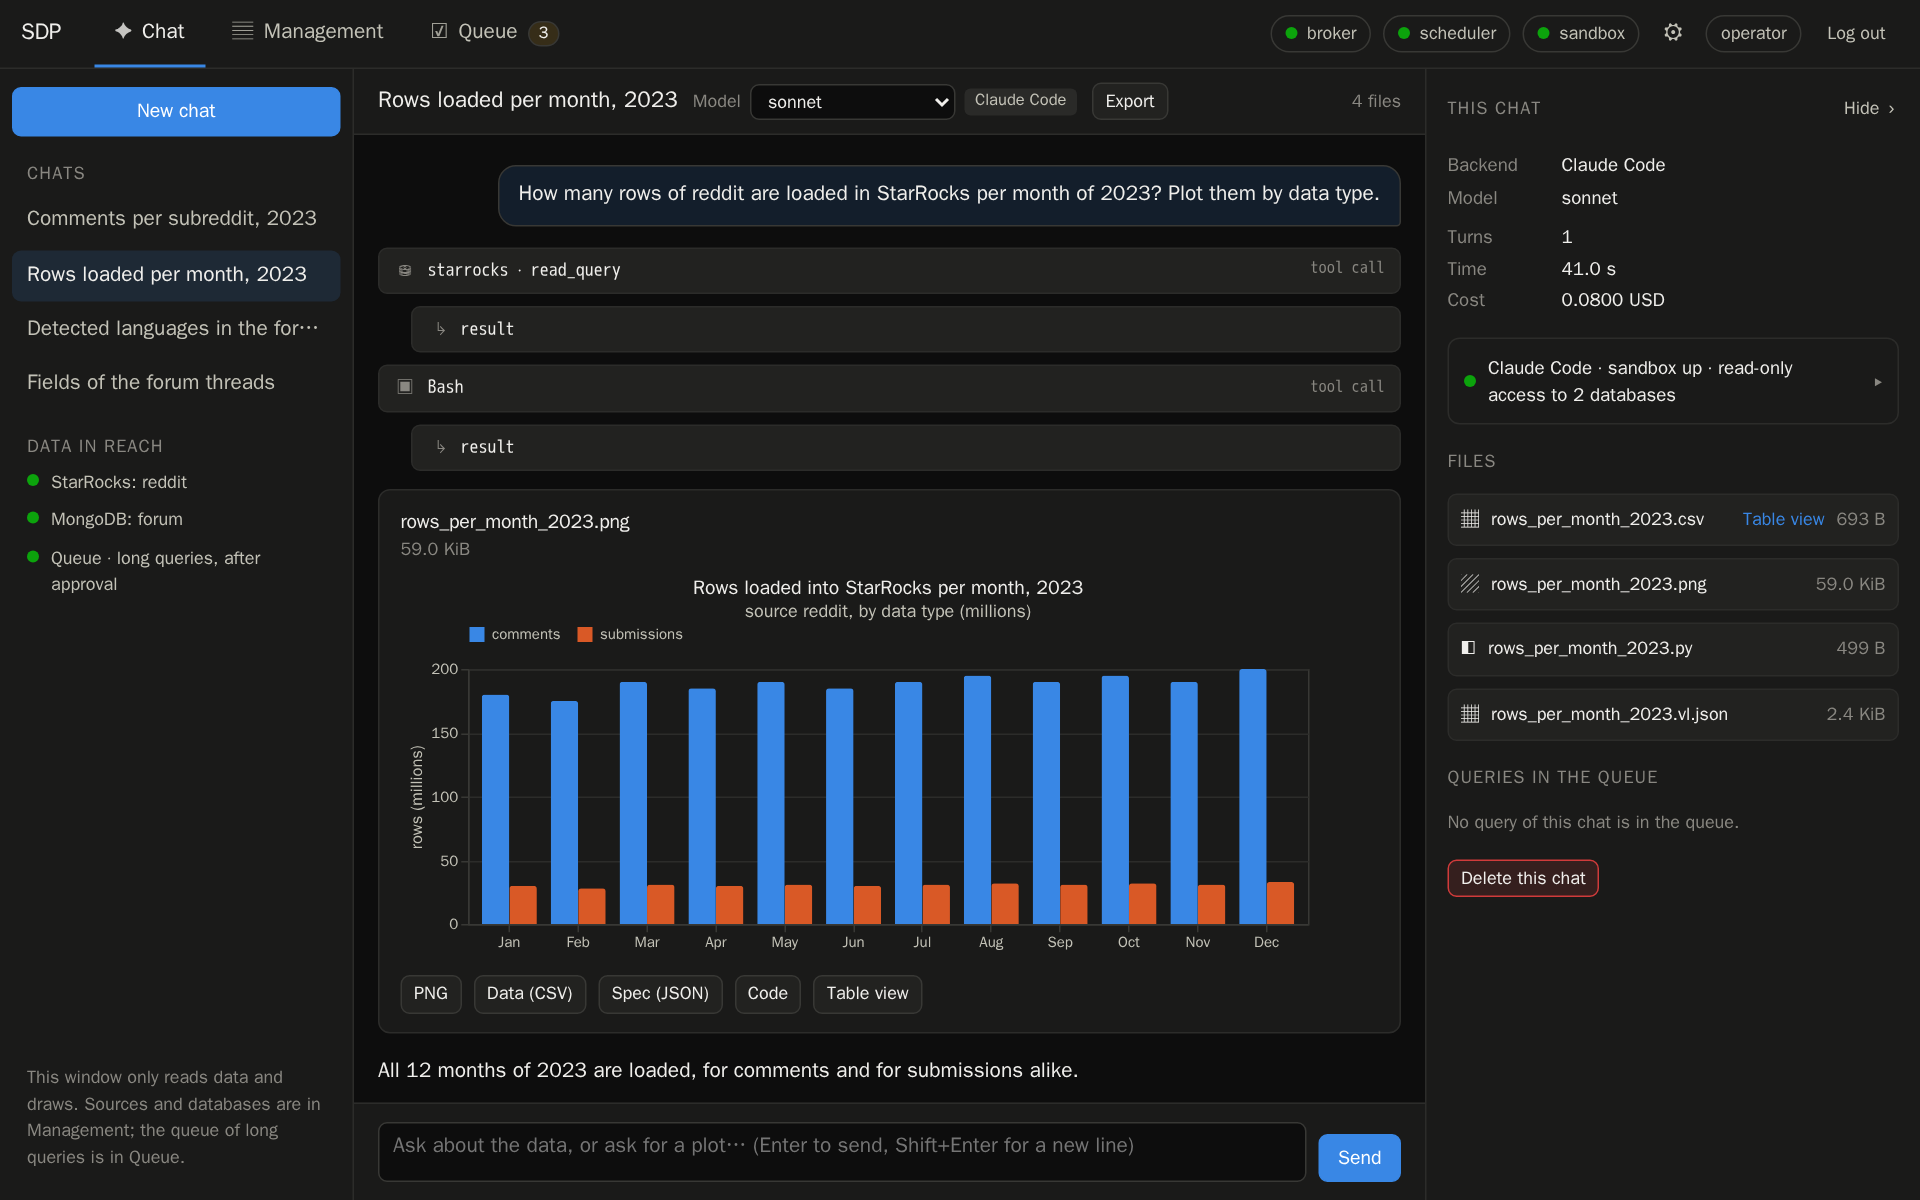 SDP
Chat
Management
Queue 3
broker
scheduler
sandbox
operator
Log out
New chat
CHATS
Comments per subreddit, 2023
Rows loaded per month, 2023
Detected languages in the for···
Fields of the forum threads
DATA IN REACH
StarRocks: reddit
MongoDB: forum
Queue · long queries, after
approval
This window only reads data and
draws. Sources and databases are in
Management; the queue of long
queries is in Queue.
Rows loaded per month, 2023
Model
sonnet
Claude Code
Export
4 files
How many rows of reddit are loaded in StarRocks per month of 2023? Plot them by data type.
starrocks · read_query
tool call
↳ result
Bash
tool call
↳ result
rows_per_month_2023.png
59.0 KiB
Rows loaded into StarRocks per month, 2023
source reddit, by data type (millions)
comments
submissions
rows (millions)
200
150
100
50
0
Jan Feb Mar Apr May Jun Jul Aug Sep Oct Nov Dec
PNG
Data (CSV)
Spec (JSON)
Code
Table view
All 12 months of 2023 are loaded, for comments and for submissions alike.
Ask about the data, or ask for a plot··· (Enter to send, Shift+Enter for a new line)
Send
THIS CHAT
Hide ›
Backend Claude Code
Model sonnet
Turns 1
Time 41.0 s
Cost 0.0800 USD
Claude Code · sandbox up · read-only
access to 2 databases
FILES
rows_per_month_2023.csv Table view 693 B
rows_per_month_2023.png 59.0 KiB
rows_per_month_2023.py 499 B
rows_per_month_2023.vl.json 2.4 KiB
QUERIES IN THE QUEUE
No query of this chat is in the queue.
Delete this chat